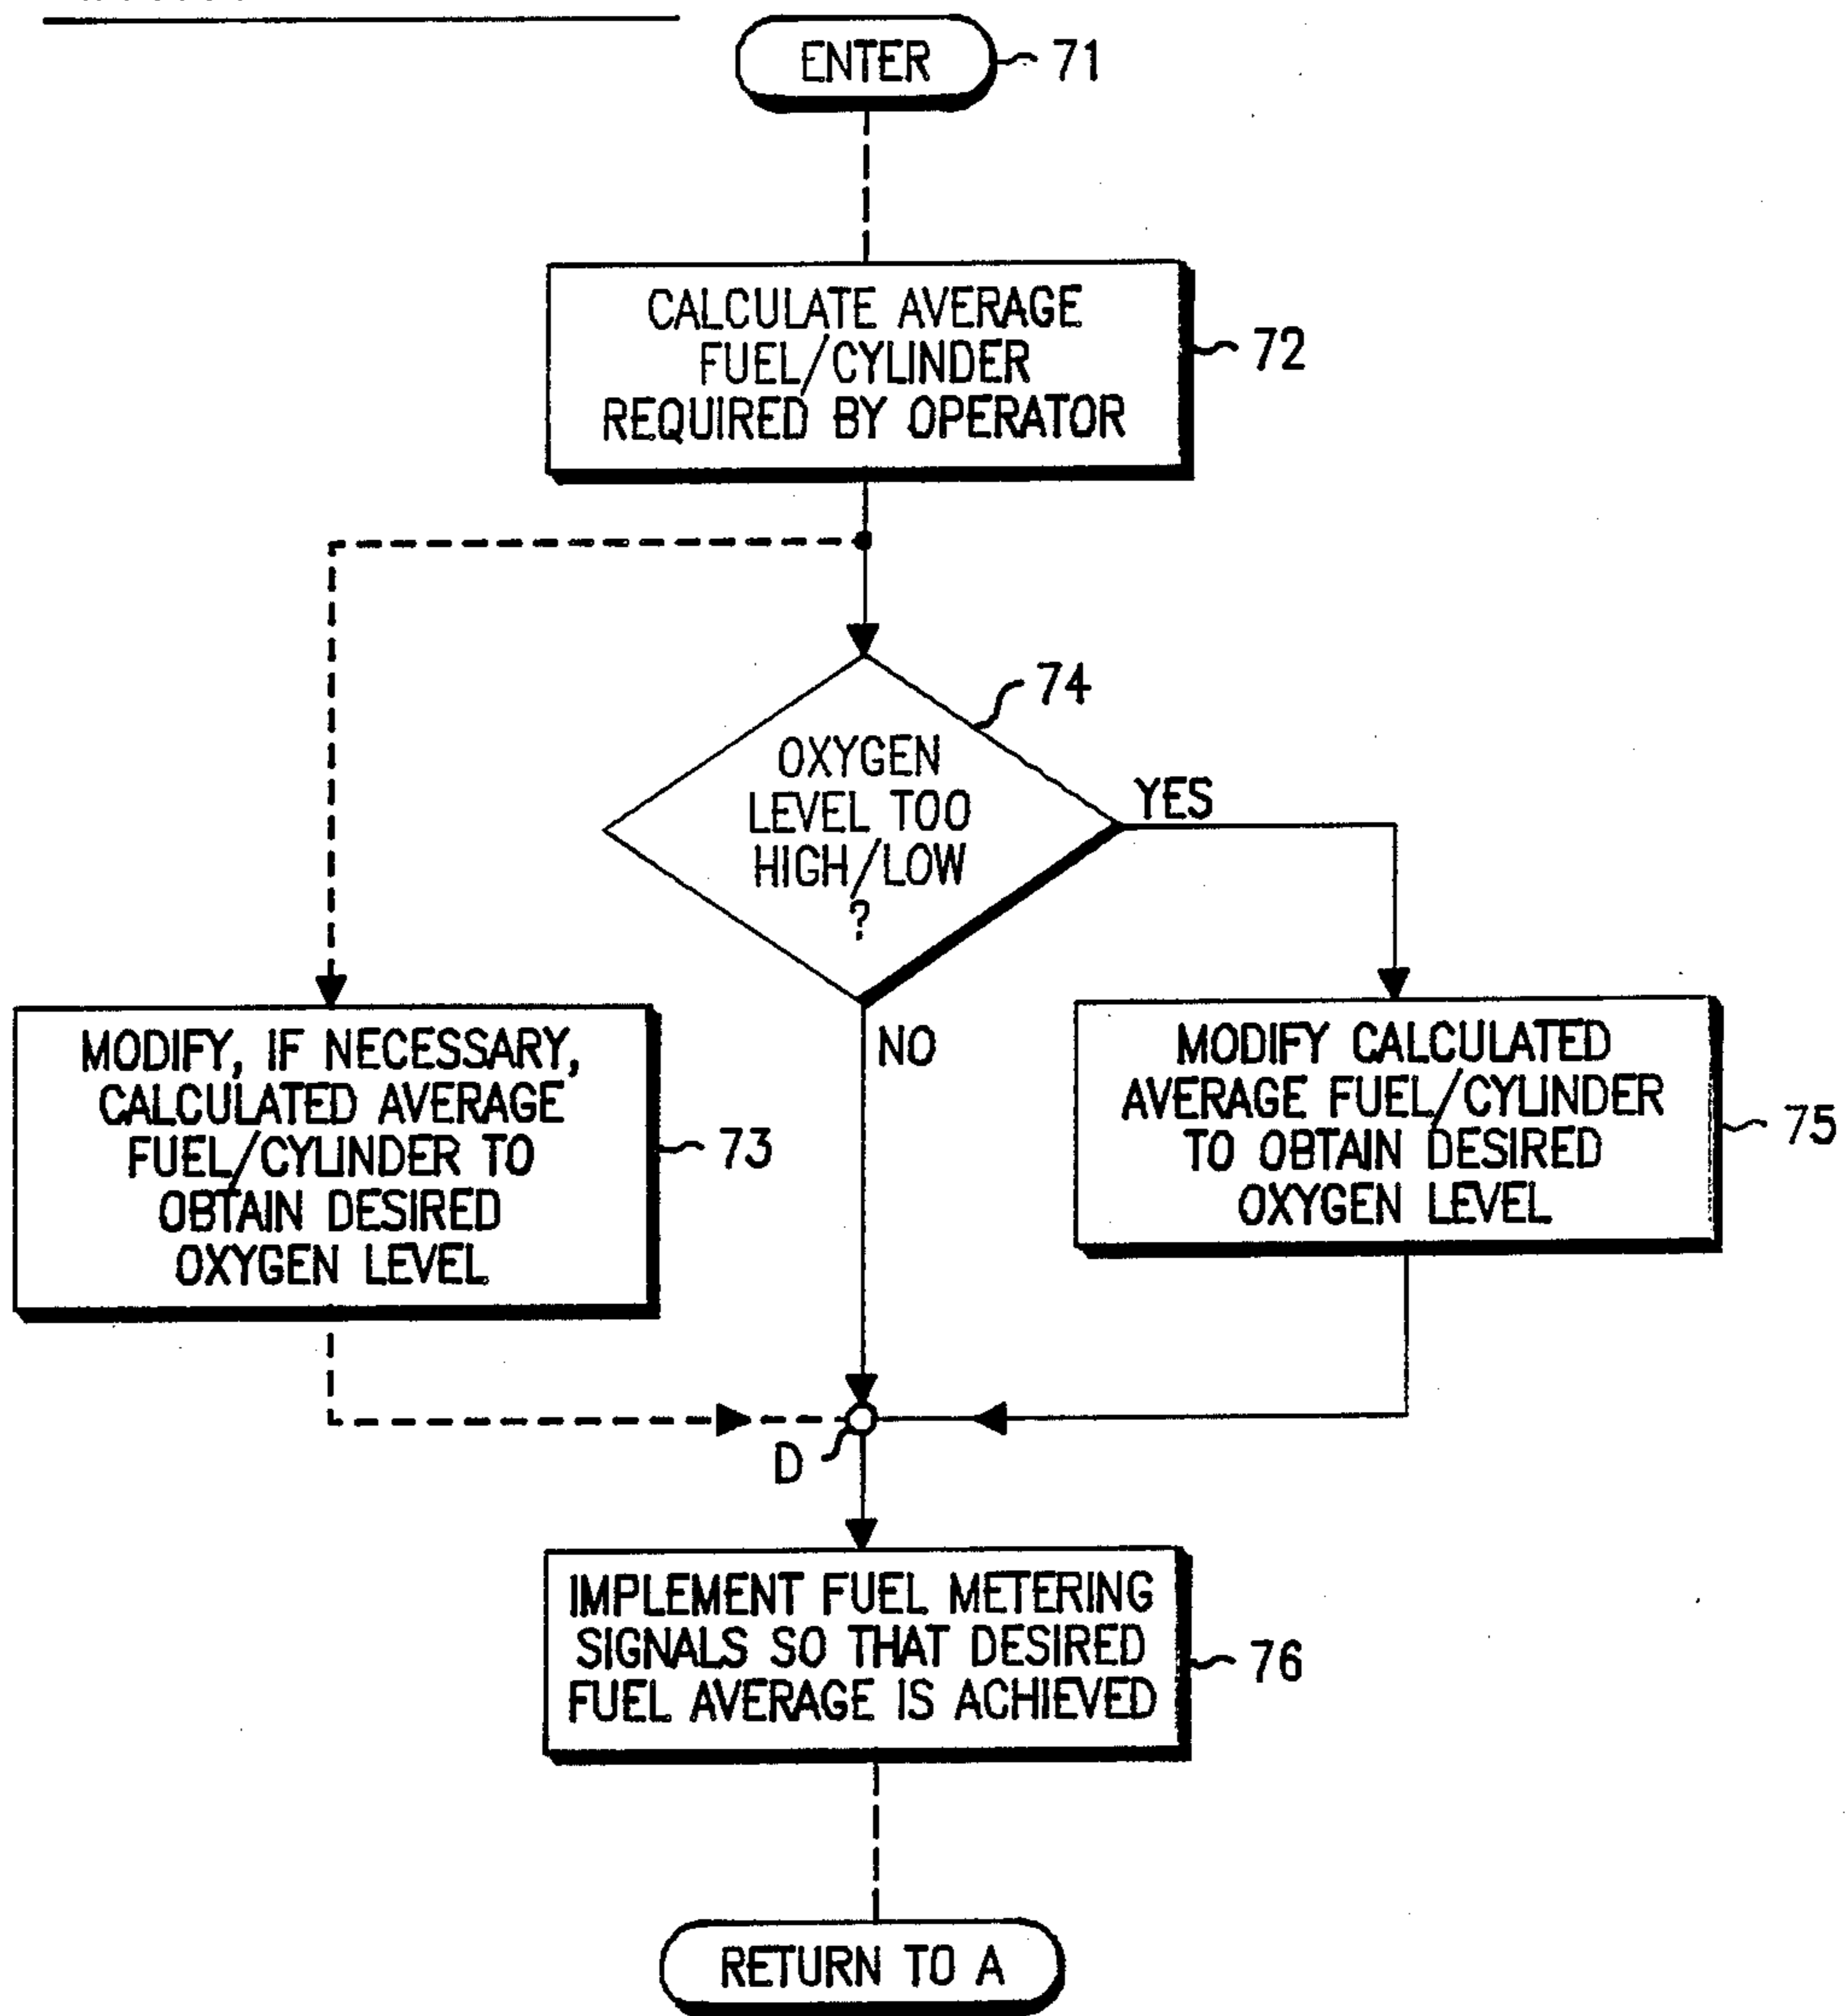 ENTER
71
CALCULATE AVERAGE
FUEL/CYLINDER
REQUIRED BY OPERATOR
72
74
OXYGEN
LEVEL TOO
HIGH/LOW
?
YES
NO
MODIFY, IF NECESSARY,
CALCULATED AVERAGE
FUEL/CYLINDER TO
OBTAIN DESIRED
OXYGEN LEVEL
73
MODIFY CALCULATED
AVERAGE FUEL/CYLINDER
TO OBTAIN DESIRED
OXYGEN LEVEL
75
D
IMPLEMENT FUEL METERING
SIGNALS SO THAT DESIRED
FUEL AVERAGE IS ACHIEVED
76
RETURN TO A